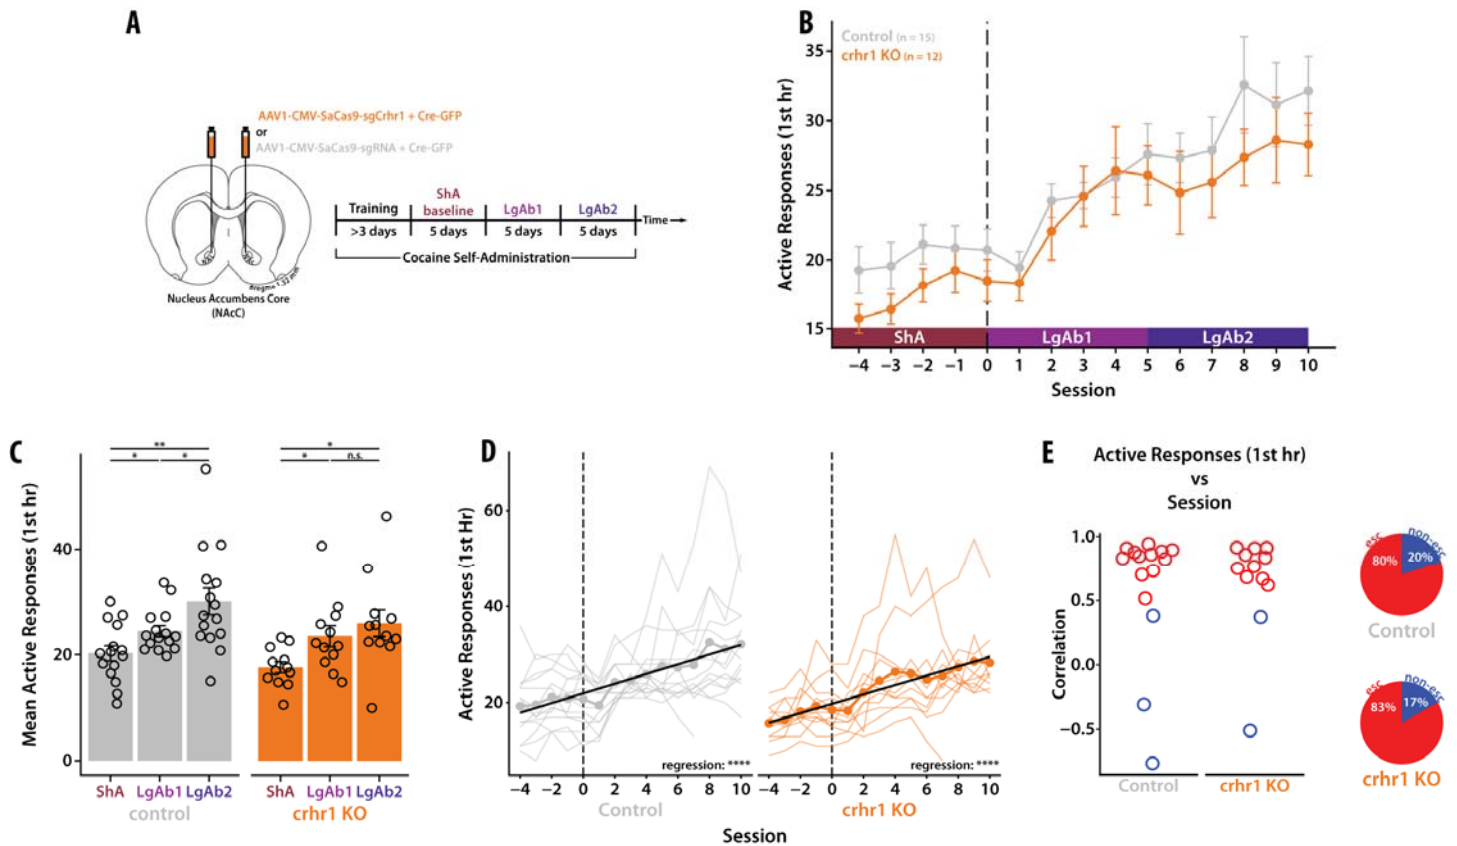 A
AAV1-CMV-SaCas9-sgCrhr1 + Cre-GFP
or
AAV1-CMV-SaCas9-sgRNA + Cre-GFP
NAc
NAC
Bregma 1.32 mm
Nucleus Accumbens Core
(NAcC)
Training
ShA
baseline
LgAb1
LgAb2
Time
>3 days
5 days
5 days
5 days
Cocaine Self-Administration
B
Control (n = 15)
crhr1 KO (n = 12)
Active Responses (1st hr)
35
30
25
20
15
ShA
LgAb1
LgAb2
−4 −3 −2 −1 0 1 2 3 4 5 6 7 8 9 10
Session
C
Mean Active Responses (1st hr)
40
20
0
**
* *
*
* n.s.
ShA LgAb1 LgAb2
control
ShA LgAb1 LgAb2
crhr1 KO
D
Active Responses (1st Hr)
60
40
20
regression: ****
regression: ****
−4 −2 0 2 4 6 8 10
−4 −2 0 2 4 6 8 10
Control
crhr1 KO
Session
E
Active Responses (1st hr)
vs
Session
Correlation
1.0
0.5
0.0
−0.5
Control
crhr1 KO
esc
non-esc
80%
20%
Control
esc
non-esc
83%
17%
crhr1 KO